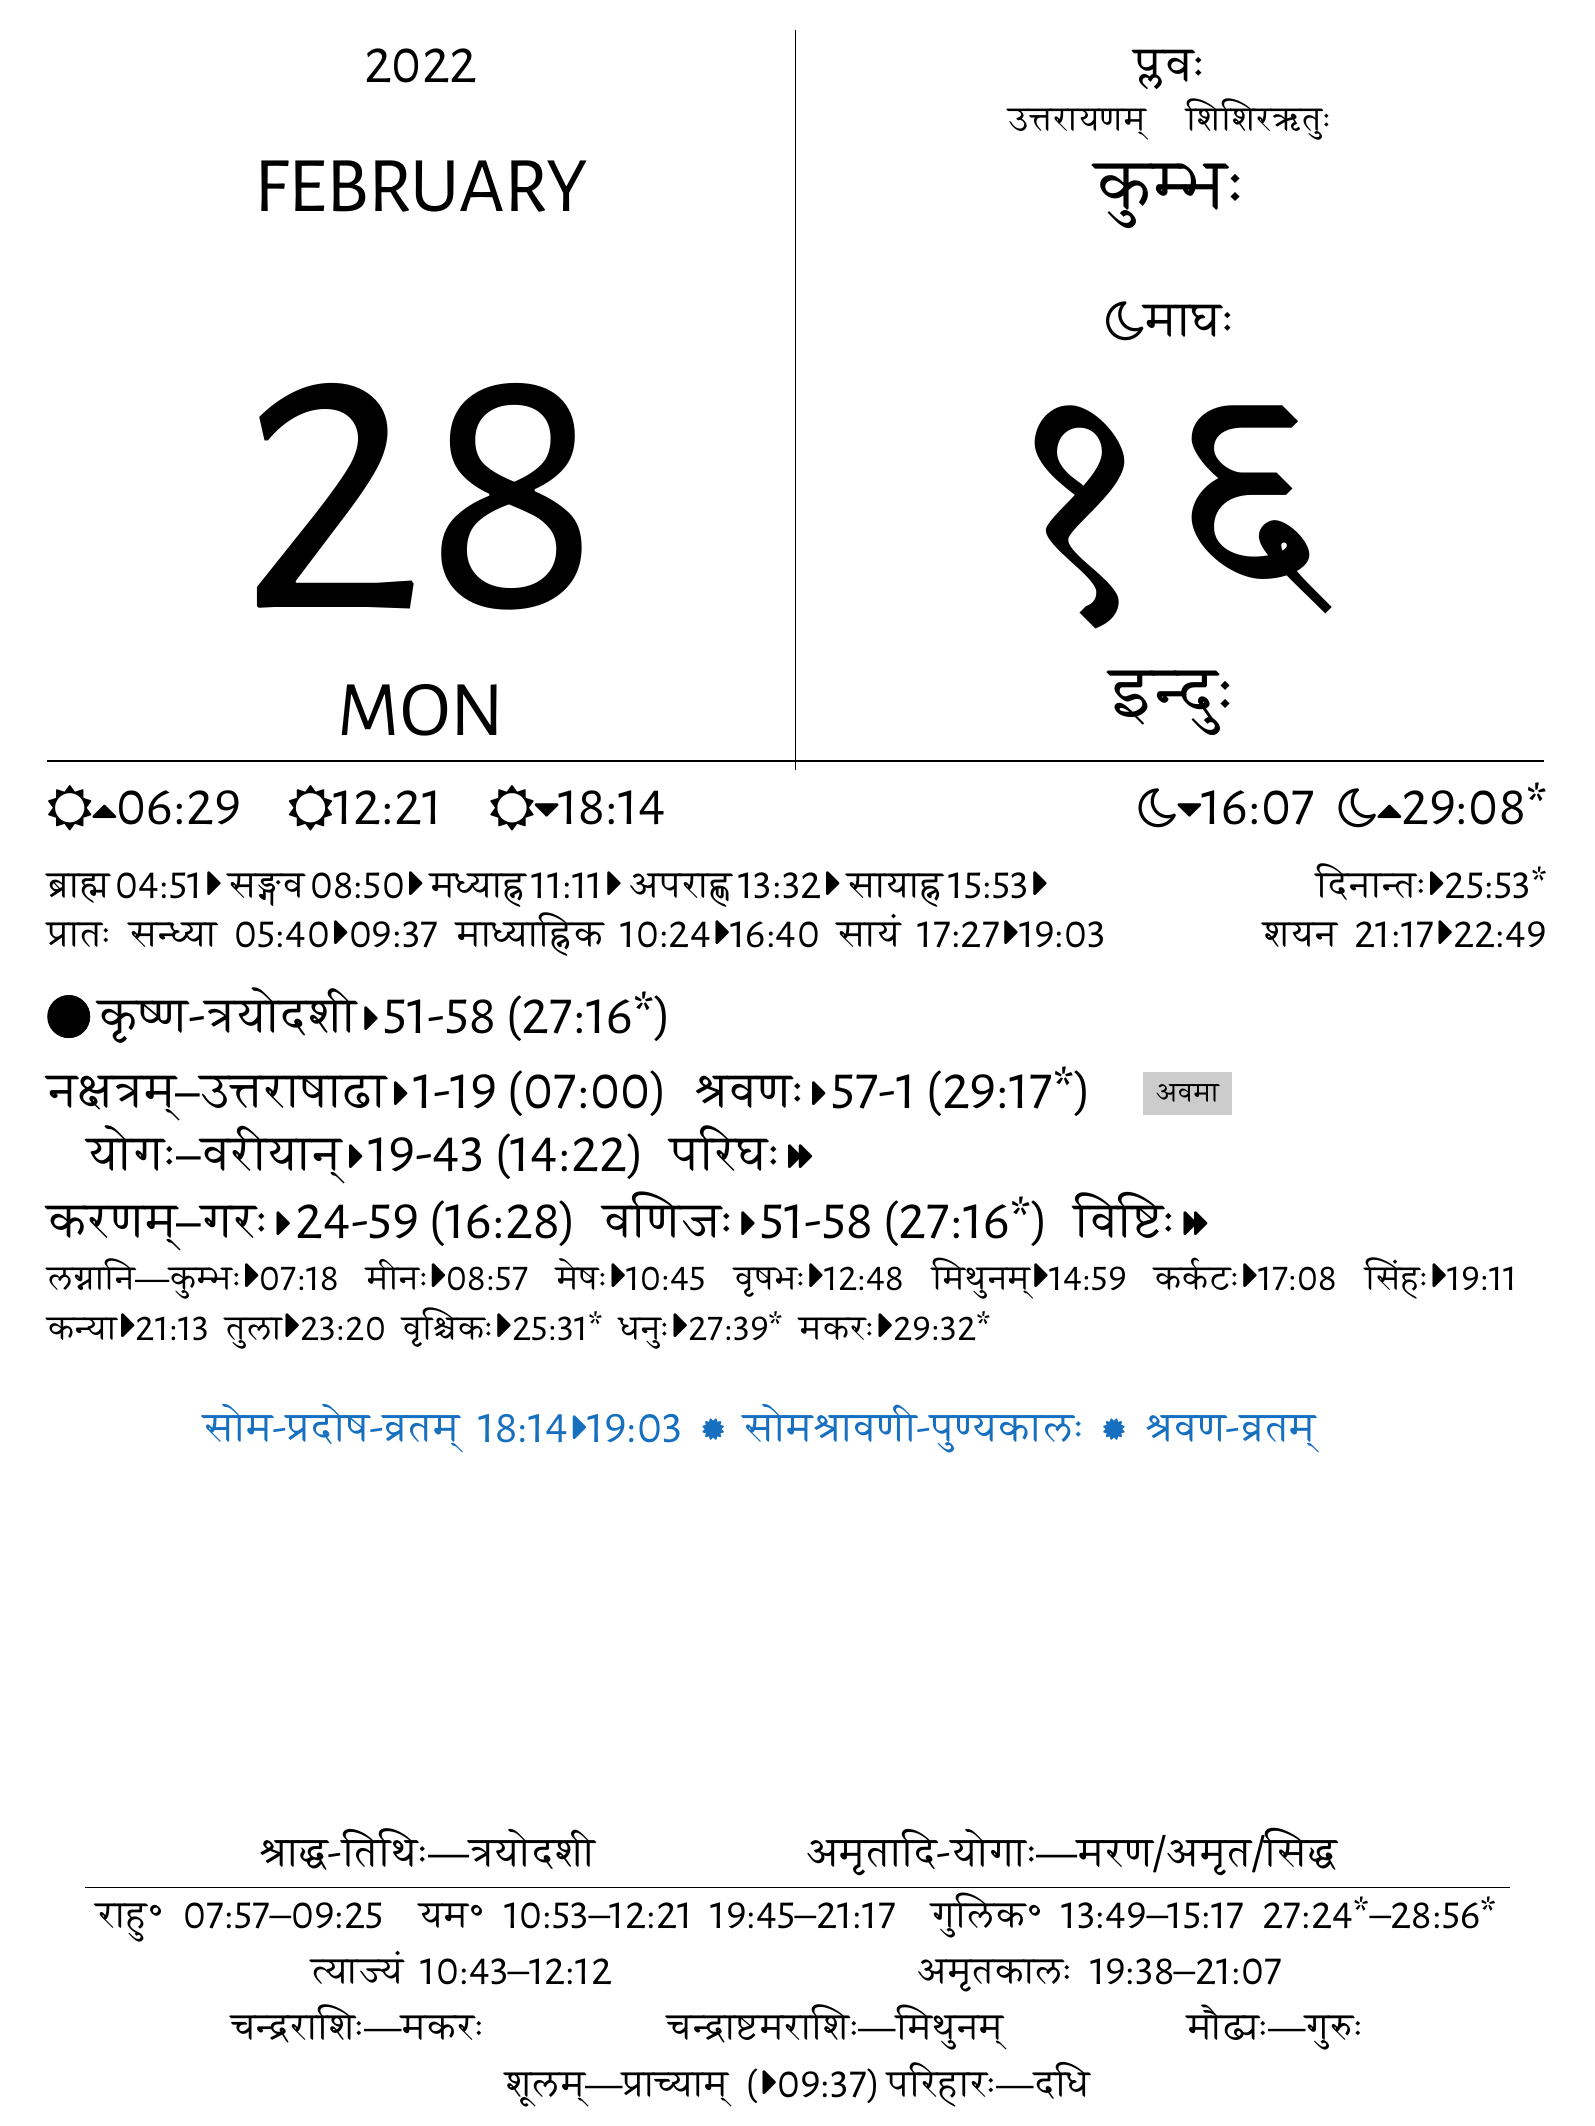 2022
FEBRUARY
28
MON
प्लवः
उत्तरायणम् शिशिरऋतुः
कुम्भः
माघः
१६
इन्दुः
06:29 12:21 18:14 16:07 29:08*
ब्राह्म 04:51 सङ्गव 08:50 मध्याह्न 11:11 अपराह्ण 13:32 सायाह्न 15:53 दिनान्तः 25:53*
प्रातः सन्ध्या 05:40 09:37 माध्याह्निक 10:24 16:40 सायं 17:27 19:03 शयन 21:17 22:49
कृष्ण-त्रयोदशी 51-58 (27:16*)
नक्षत्रम्–उत्तराषाढा 1-19 (07:00) श्रवणः 57-1 (29:17*) अवमा
योगः–वरीयान् 19-43 (14:22) परिघः
करणम्–गरः 24-59 (16:28) वणिजः 51-58 (27:16*) विष्टिः
लग्नानि—कुम्भः 07:18 मीनः 08:57 मेषः 10:45 वृषभः 12:48 मिथुनम् 14:59 कर्कटः 17:08 सिंहः 19:11
कन्या 21:13 तुला 23:20 वृश्चिकः 25:31* धनुः 27:39* मकरः 29:32*
सोम-प्रदोष-व्रतम् 18:14 19:03 सोमश्रावणी-पुण्यकालः श्रवण-व्रतम्
श्राद्ध-तिथिः—त्रयोदशी अमृतादि-योगाः—मरण/अमृत/सिद्ध
राहु॰ 07:57–09:25 यम॰ 10:53–12:21 19:45–21:17 गुलिक॰ 13:49–15:17 27:24*–28:56*
त्याज्यं 10:43–12:12 अमृतकालः 19:38–21:07
चन्द्रराशिः—मकरः चन्द्राष्टमराशिः—मिथुनम् मौढ्यः—गुरुः
शूलम्—प्राच्याम् (09:37) परिहारः—दधि